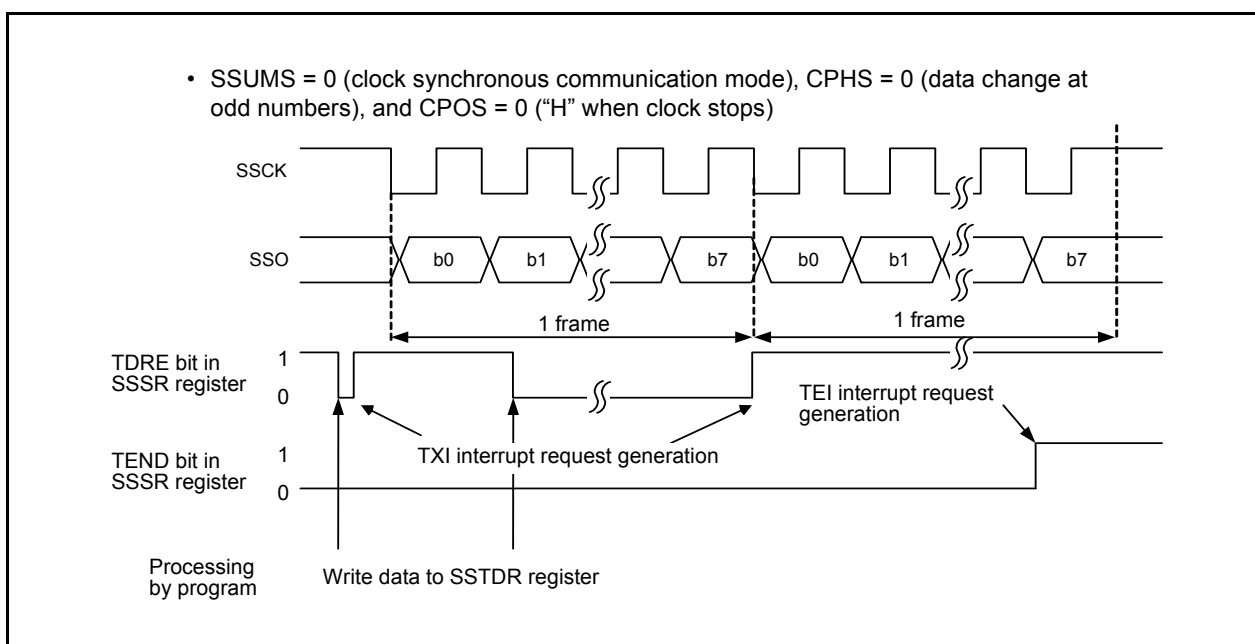 • SSUMS = 0 (clock synchronous communication mode), CPHS = 0 (data change at
odd numbers), and CPOS = 0 (“H” when clock stops)
SSCK
SSO
b0
b1
b7
b0
b1
b7
1 frame
1 frame
TDRE bit in
SSSR register
1
0
TEI interrupt request
generation
TXI interrupt request generation
TEND bit in
SSSR register
1
0
Processing
by program
Write data to SSTDR register